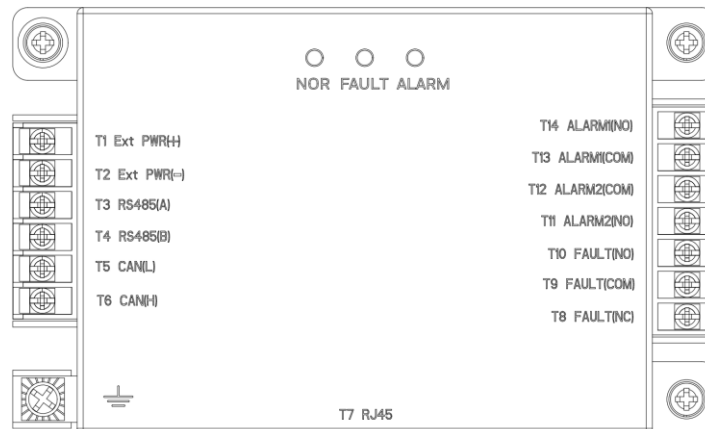 NOR FAULT ALARM
T1 Ext PWR(+)
T2 Ext PWR(-)
T3 RS485(A)
T4 RS485(B)
T5 CAN(L)
T6 CAN(H)
T14 ALARM1(NO)
T13 ALARM1(COM)
T12 ALARM2(COM)
T11 ALARM2(NO)
T10 FAULT(NO)
T9 FAULT(COM)
T8 FAULT(NC)
T7 RJ45